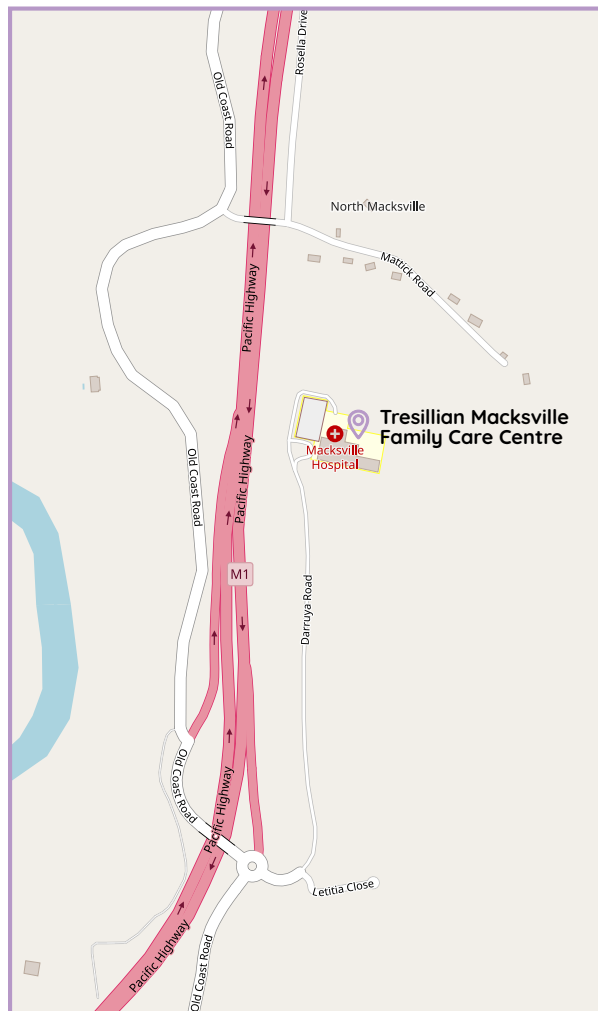 Rosella Drive
Old Coast Road
North Macksville
Mattick Road
Pacific Highway
Tresillian Macksville
Family Care Centre
Macksville
Hospital
Pacific Highway
Old Coast Road
M1
Darruya Road
Old Coast Road
Pacific Highway
Letitia Close
Pacific Highway
Old Coast Road